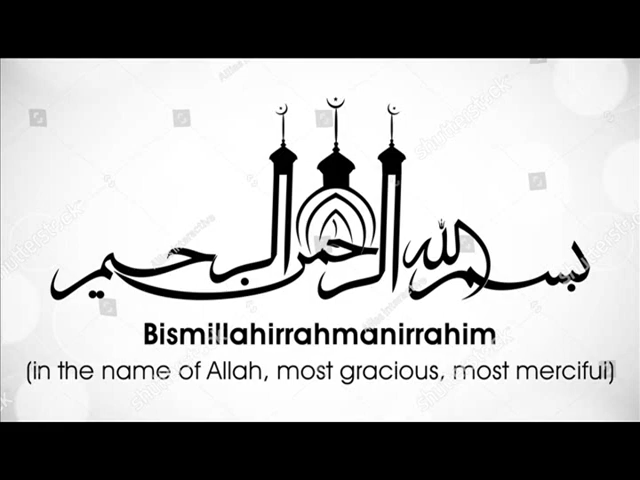 بسم الله الرحمن الرحيم
Bismillahirrahmanirrahim
(in the name of Allah, most gracious, most merciful)